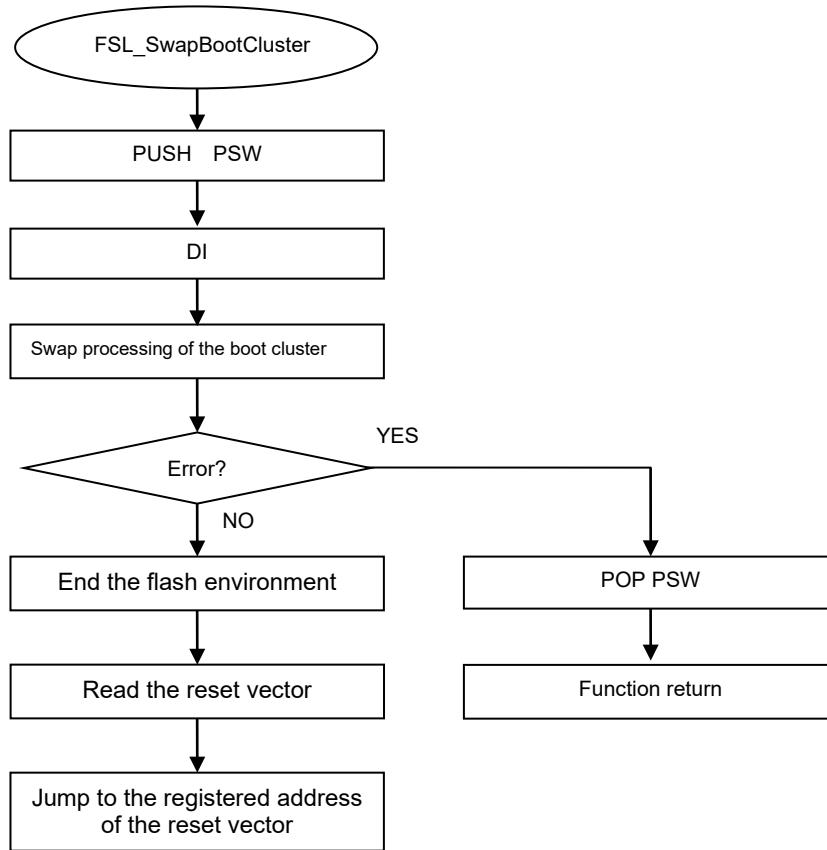 FSL_SwapBootCluster
PUSH PSW
DI
Swap processing of the boot cluster
Error?
YES
NO
End the flash environment
Read the reset vector
Jump to the registered address
of the reset vector
POP PSW
Function return